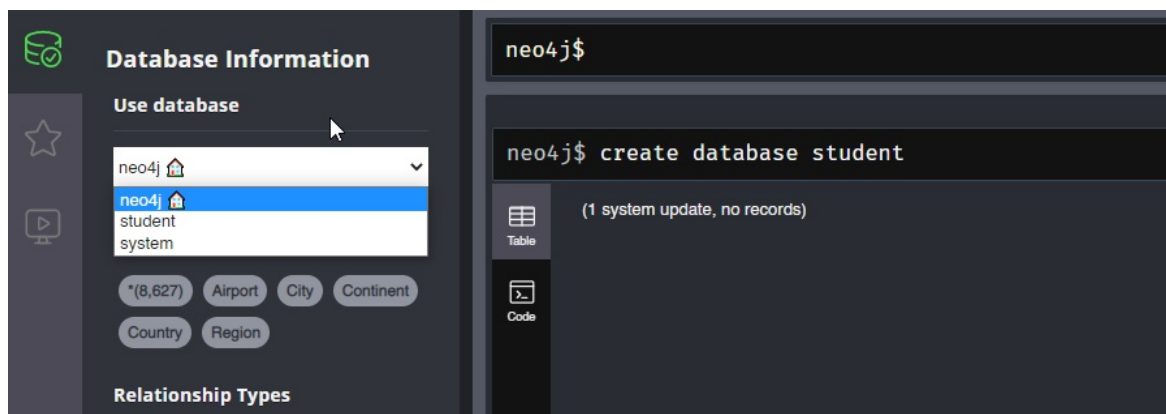 Database Information
Use database
neo4j
neo4j
student
system
*(8,627) Airport City Continent
Country Region
Relationship Types
neo4j$
neo4j$ create database student
Table
(1 system update, no records)
Code